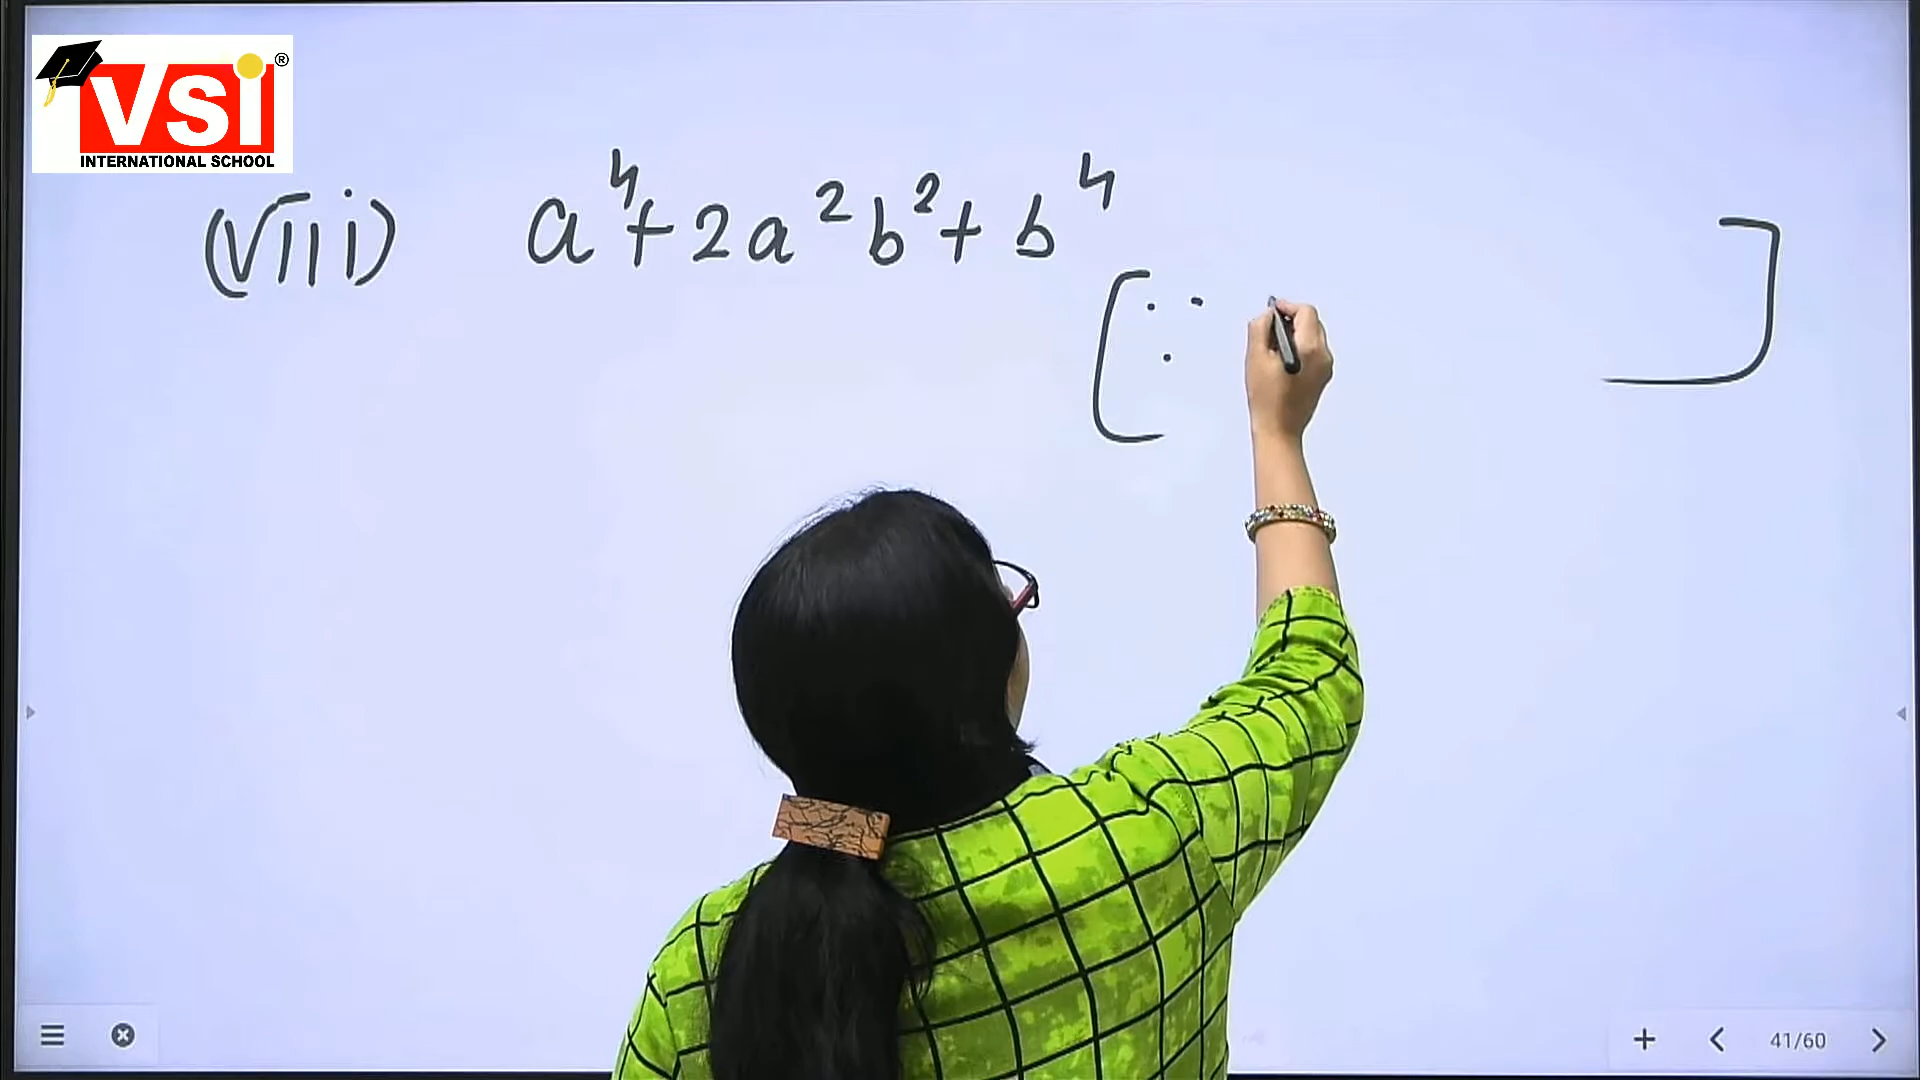 VSI ®
INTERNATIONAL SCHOOL
(viii) a⁴ + 2a²b² + b⁴
[∵ ]
41/60